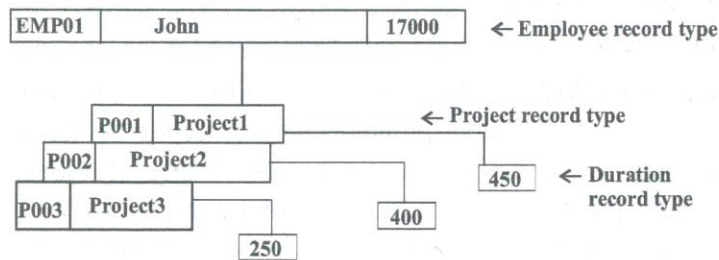 EMP01 John 17000 ← Employee record type
P001 Project1 ← Project record type
P002 Project2
450 ← Duration
record type
P003 Project3
400
250